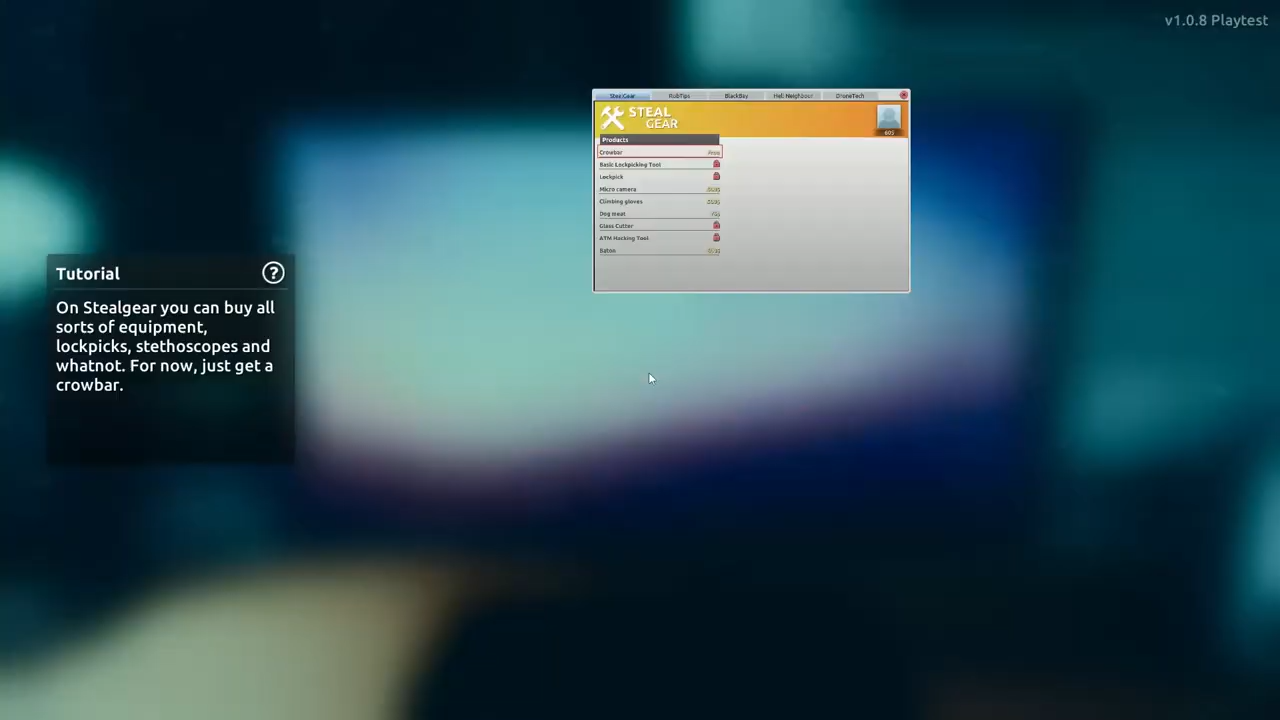 v1.0.8 Playtest
StealGear RobTips BlackBay Hell Neighbour DroneTech
STEAL
GEAR
60$
Products
Crowbar
Basic Lockpicking Tool
Lockpick
Micro camera
Climbing gloves
Dog meat
Glass Cutter
ATM Hacking Tool
Baton
Tutorial ?
On Stealgear you can buy all
sorts of equipment,
lockpicks, stethoscopes and
whatnot. For now, just get a
crowbar.